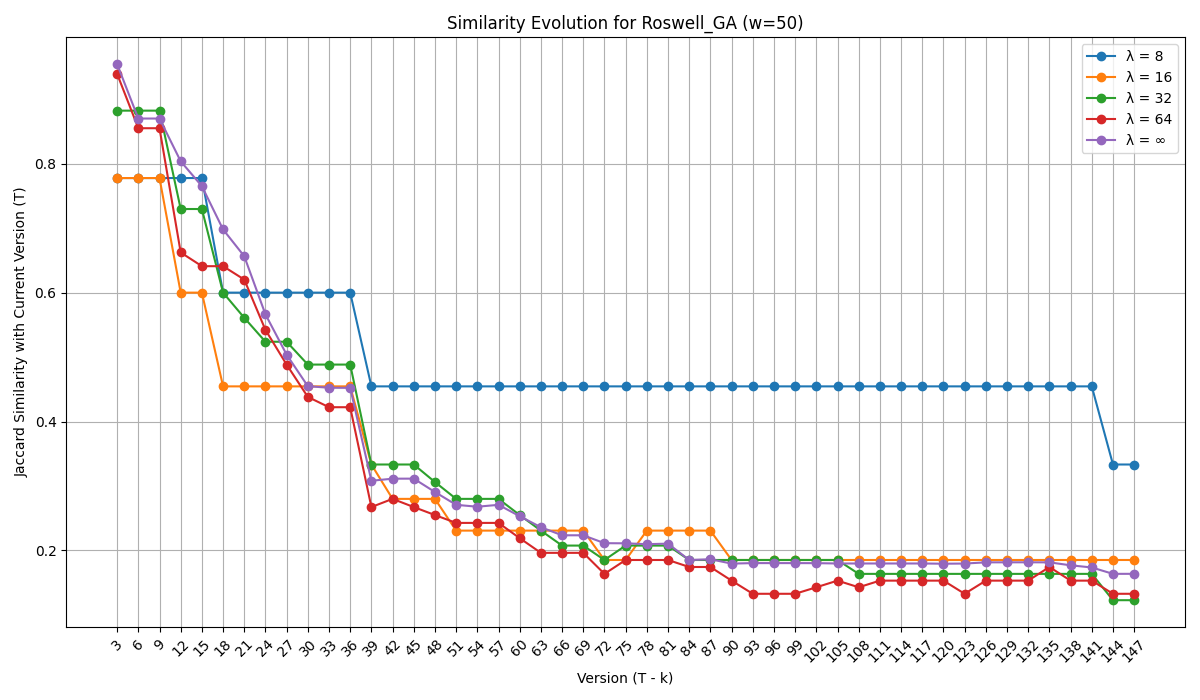 Similarity Evolution for Roswell_GA (w=50)
λ = 8
λ = 16
λ = 32
λ = 64
λ = ∞
Jaccard Similarity with Current Version (T)
0.8
0.6
0.4
0.2
3 6 9 12 15 18 21 24 27 30 33 36 39 42 45 48 51 54 57 60 63 66 69 72 75 78 81 84 87 90 93 96 99 102 105 108 111 114 117 120 123 126 129 132 135 138 141 144 147
Version (T - k)